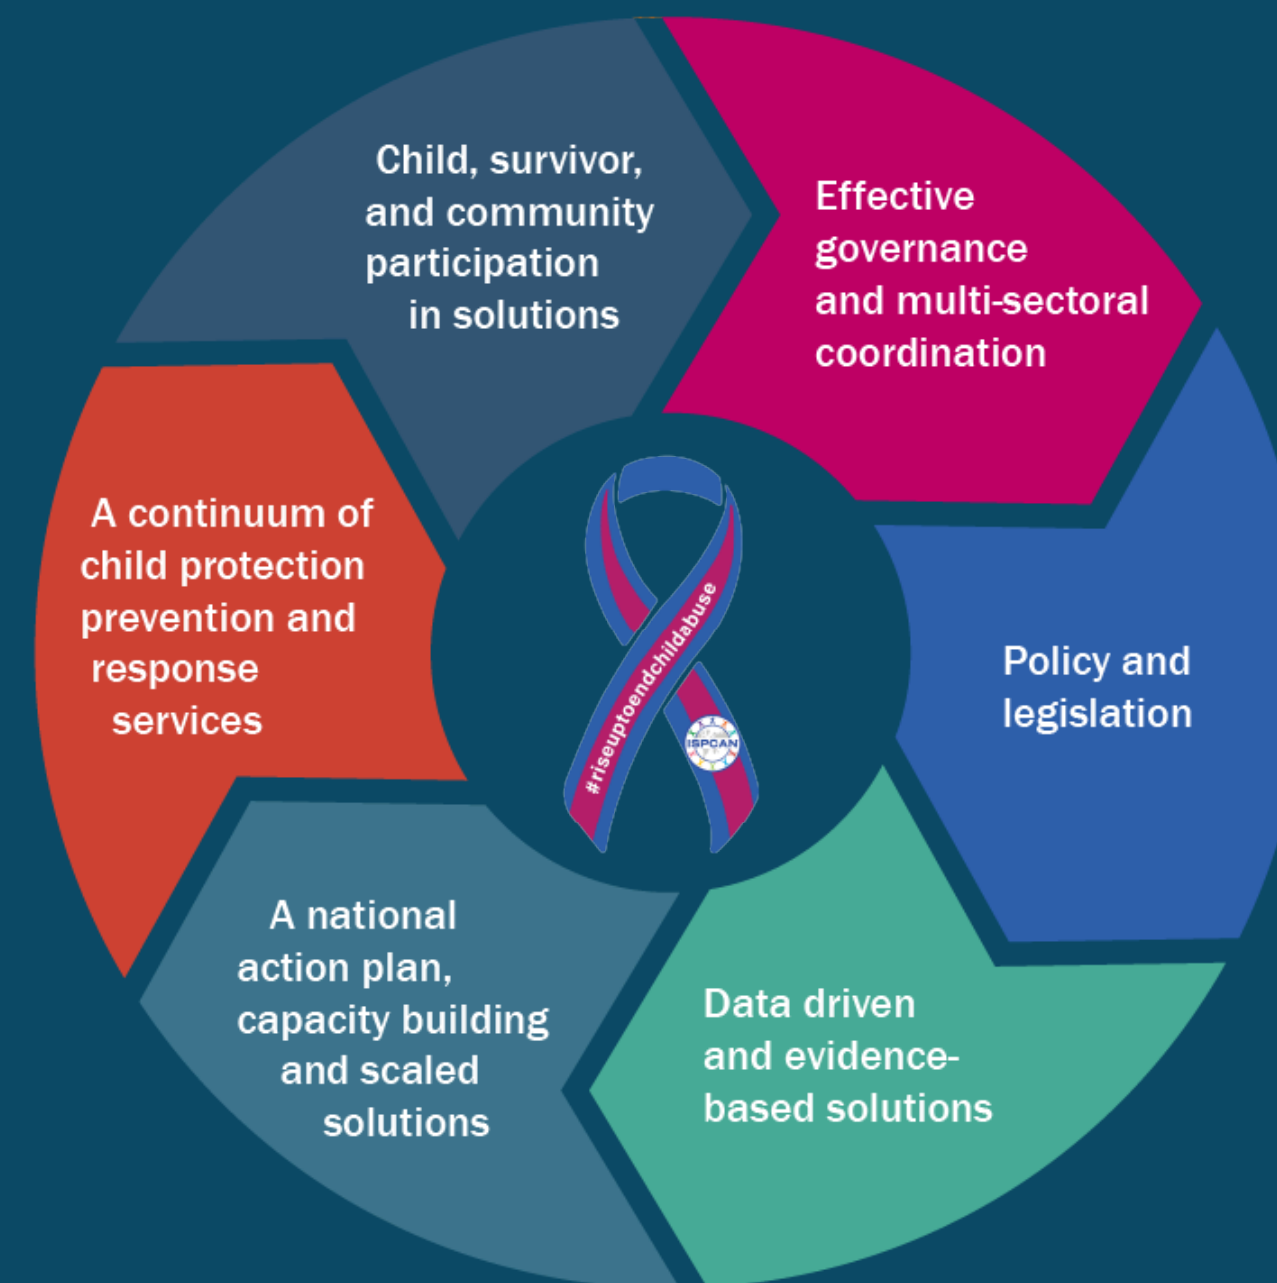 Child, survivor,
and community
participation
in solutions
Effective
governance
and multi-sectoral
coordination
Policy and
legislation
Data driven
and evidence-
based solutions
A national
action plan,
capacity building
and scaled
solutions
A continuum of
child protection
prevention and
response
services
#riseuptoendchildabuse
ISPCAN